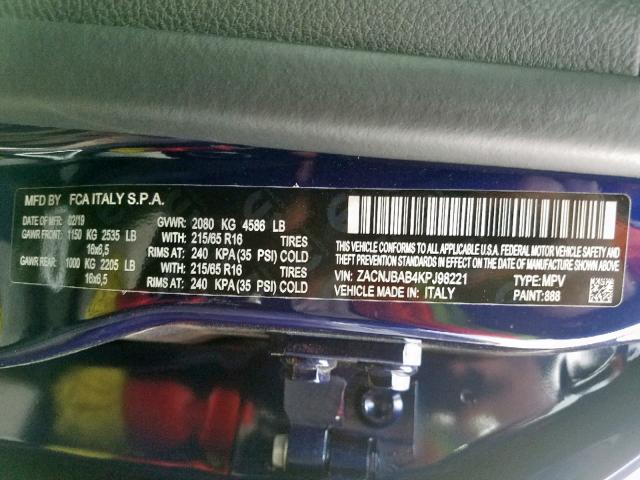 MFD BY FCA ITALY S.P.A.
DATE OF MFR: 02/19 GVWR: 2080 KG 4586 LB
GAWR FRONT: 1150 KG 2535 LB WITH: 215/65 R16 TIRES
16x6,5 RIMS AT: 240 KPA(35 PSI) COLD
GAWR REAR: 1000 KG 2205 LB WITH: 215/65 R16 TIRES
16x6,5 RIMS AT: 240 KPA(35 PSI) COLD
THIS VEHICLE CONFORMS TO ALL APPLICABLE U.S.A. FEDERAL MOTOR VEHICLE SAFETY, BUMPER, AND
THEFT PREVENTION STANDARDS IN EFFECT ON THE DATE OF MANUFACTURE SHOWN ABOVE.
VIN: ZACNJBAB4KPJ98221 TYPE: MPV
VEHICLE MADE IN: ITALY PAINT: 888